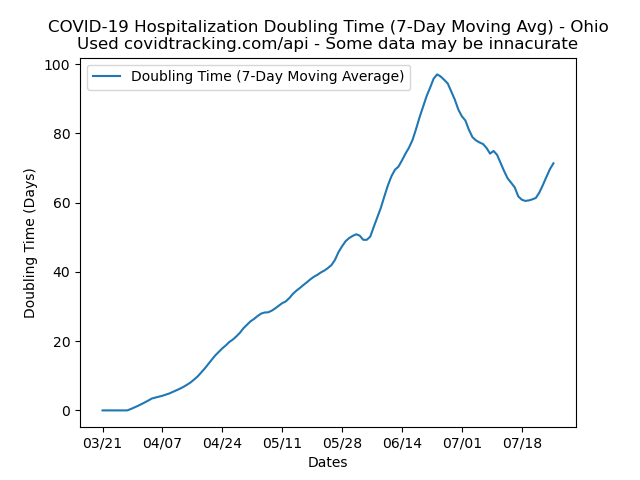 COVID-19 Hospitalization Doubling Time (7-Day Moving Avg) - Ohio
Used covidtracking.com/api - Some data may be innacurate
Doubling Time (7-Day Moving Average)
Doubling Time (Days)
100
80
60
40
20
0
03/21 04/07 04/24 05/11 05/28 06/14 07/01 07/18
Dates